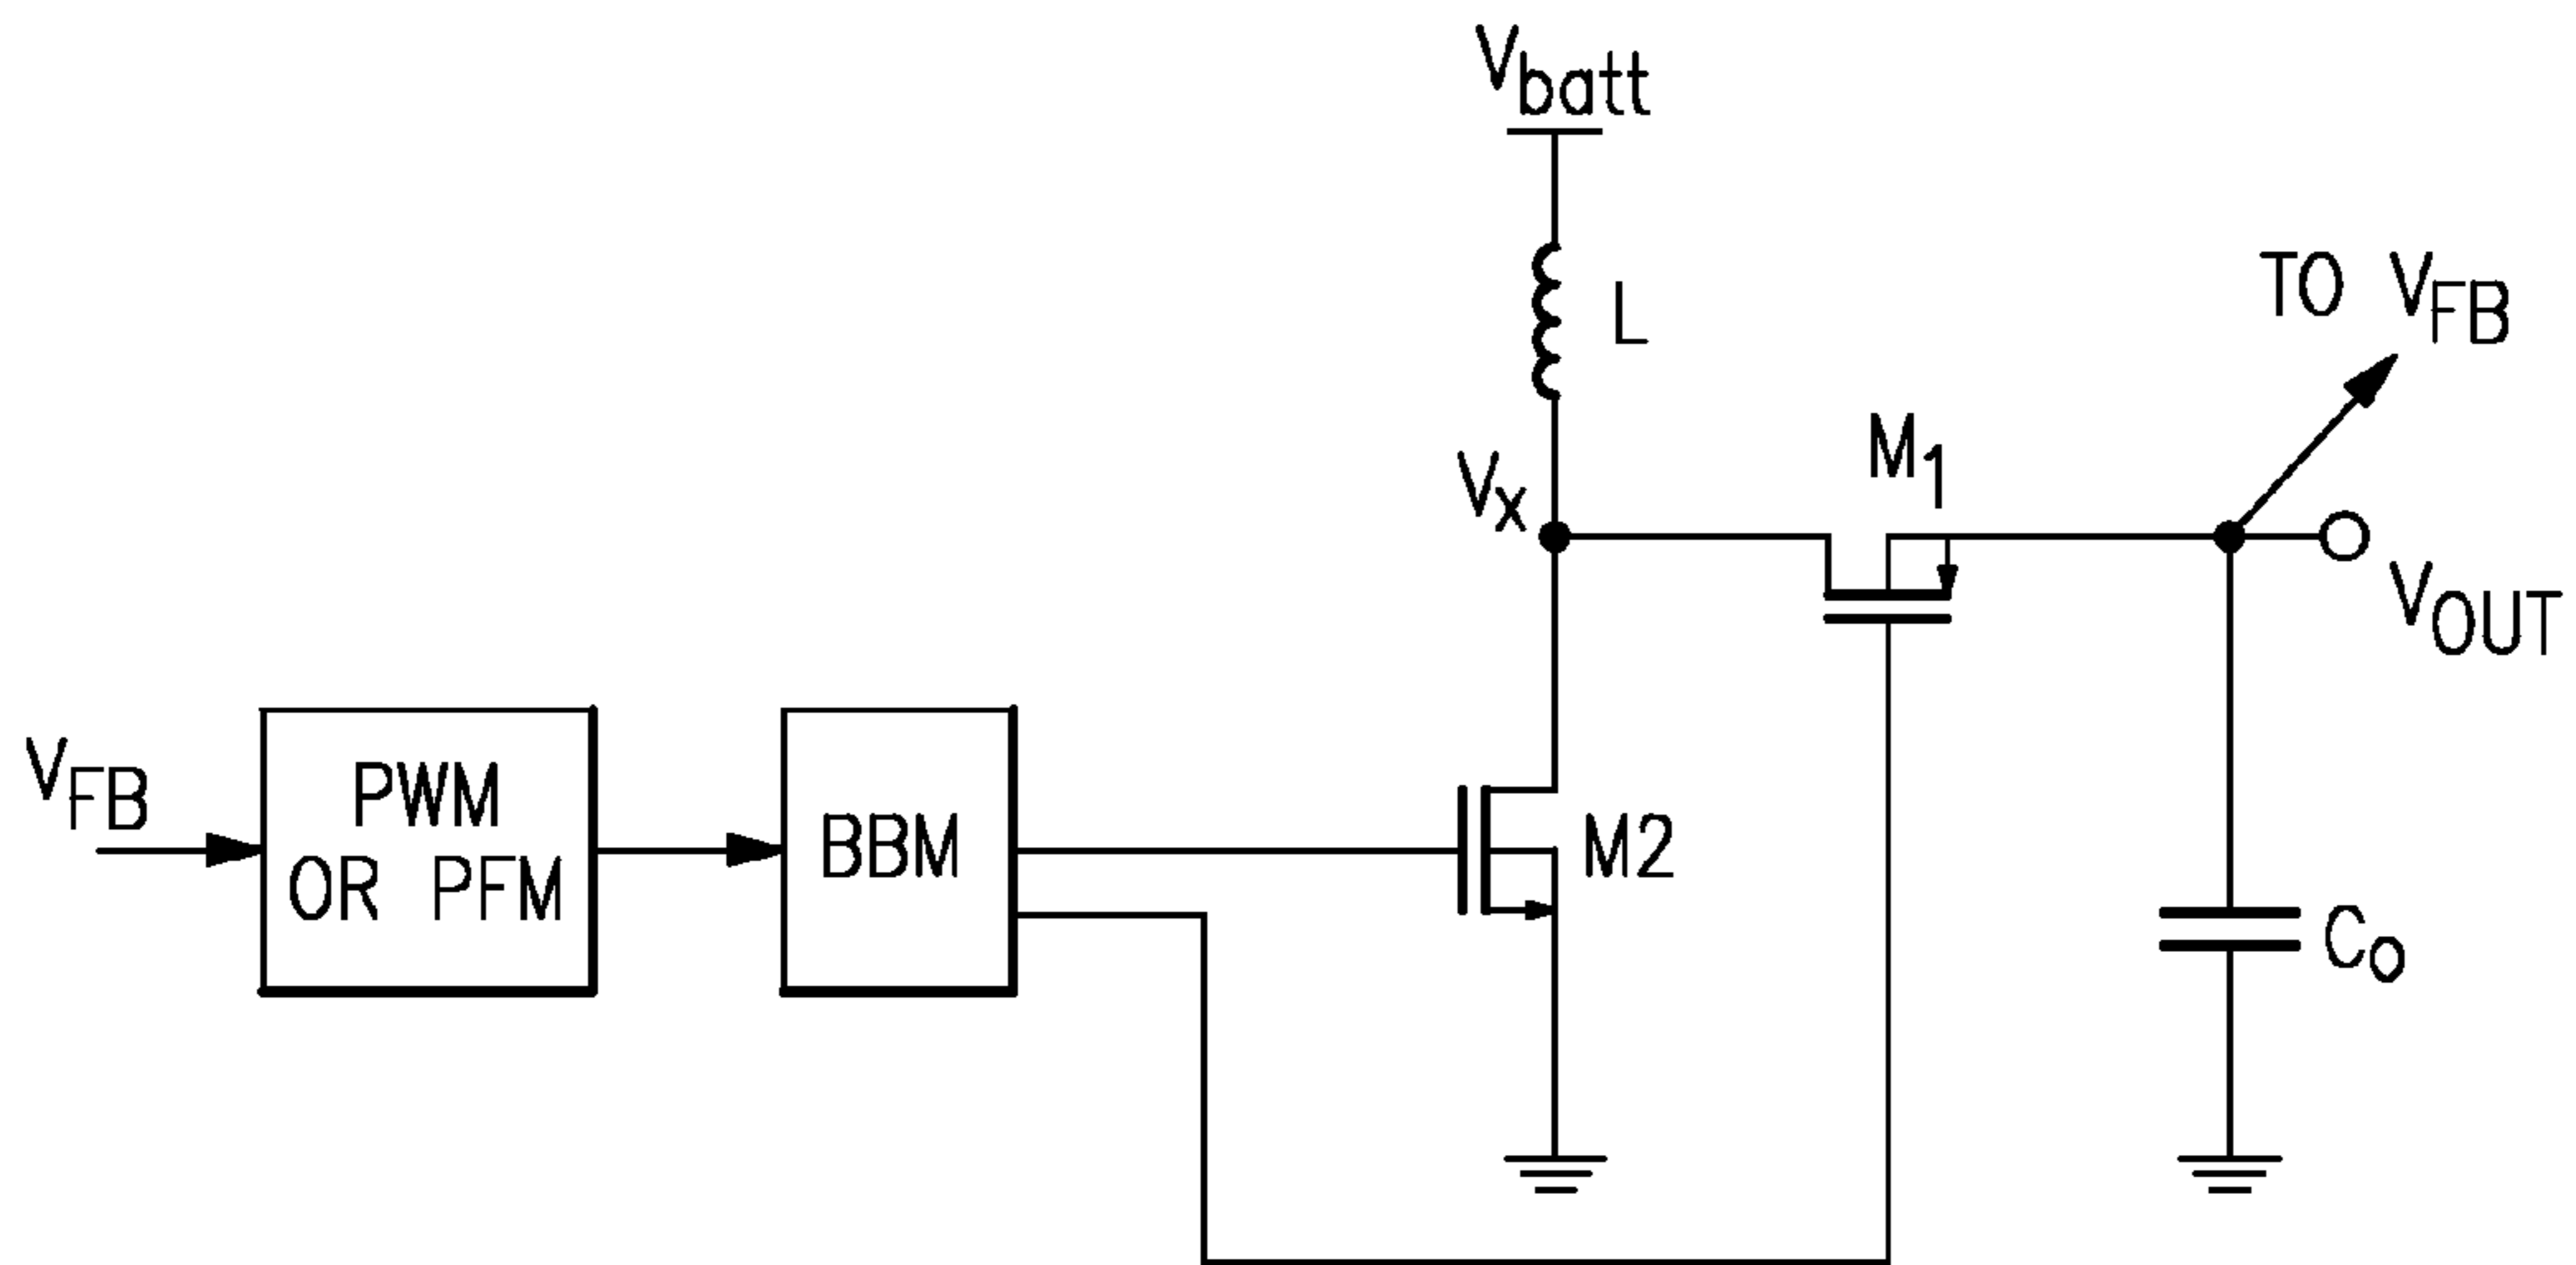 Vbatt
L
TO VFB
Vx
M1
VOUT
VFB
PWM
OR PFM
BBM
M2
Co